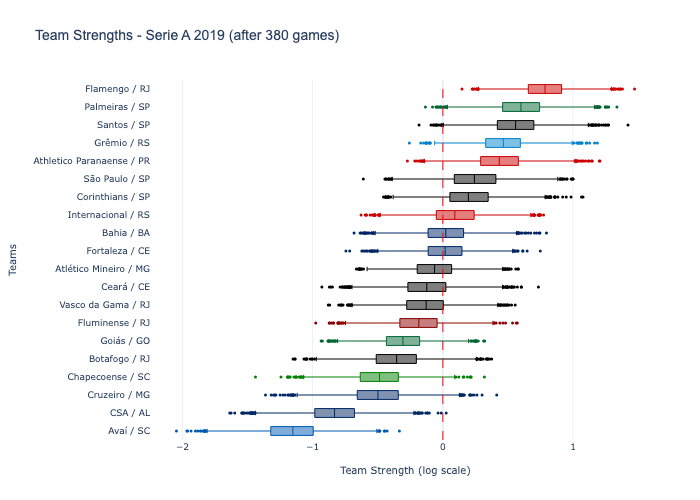 Team Strengths - Serie A 2019 (after 380 games)
Flamengo / RJ
Palmeiras / SP
Santos / SP
Grêmio / RS
Athletico Paranaense / PR
São Paulo / SP
Corinthians / SP
Internacional / RS
Bahia / BA
Fortaleza / CE
Atlético Mineiro / MG
Ceará / CE
Vasco da Gama / RJ
Fluminense / RJ
Goiás / GO
Botafogo / RJ
Chapecoense / SC
Cruzeiro / MG
CSA / AL
Avaí / SC
Teams
−2 −1 0 1
Team Strength (log scale)